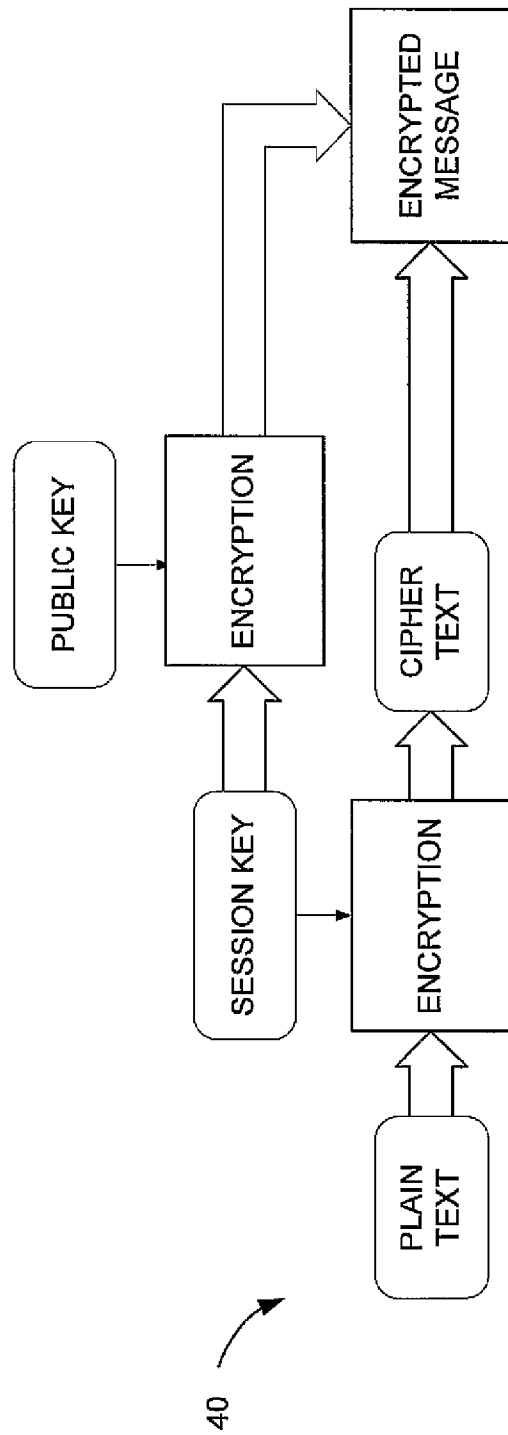 PUBLIC KEY
SESSION KEY
ENCRYPTION
PLAIN
TEXT
ENCRYPTION
CIPHER
TEXT
ENCRYPTED
MESSAGE
40